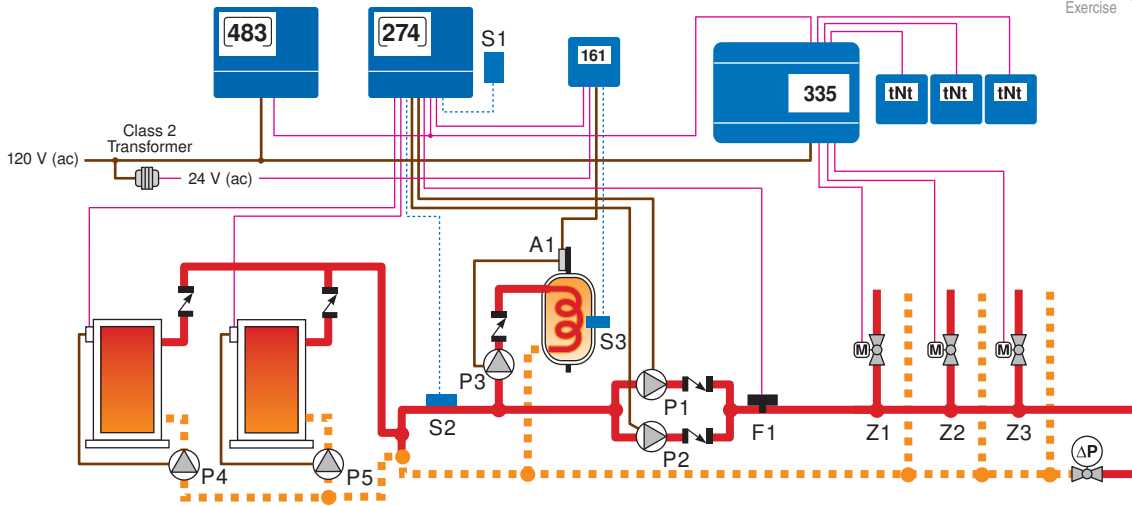 Exercise
483
274
S1
161
335
tNt
tNt
tNt
Class 2
Transformer
120 V (ac)
24 V (ac)
A1
S3
P3
P1
S2
P2
F1
Z1
Z2
Z3
M
M
M
ΔP
P4
P5